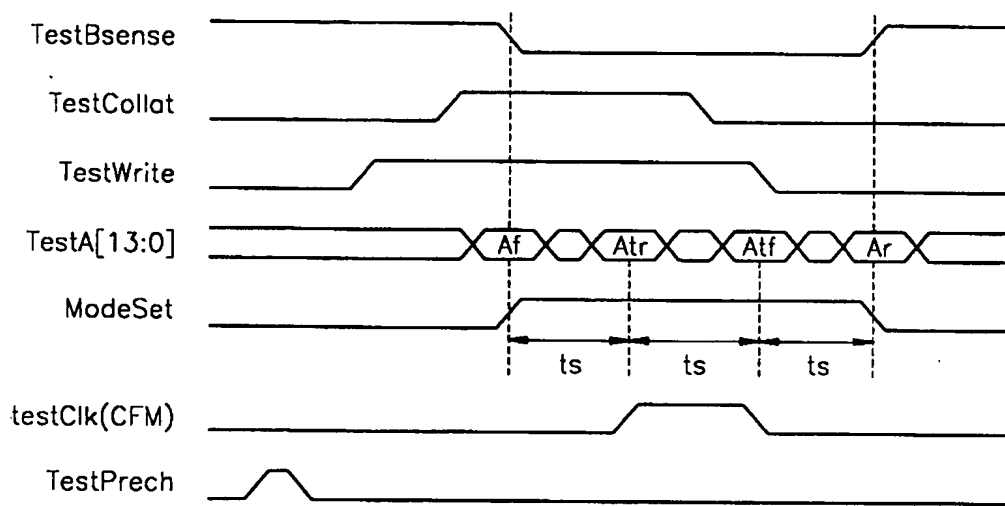 TestBsense
TestCollat
TestWrite
TestA[13:0] Af Atr Atf Ar
ModeSet
ts ts ts
testClk(CFM)
TestPrech